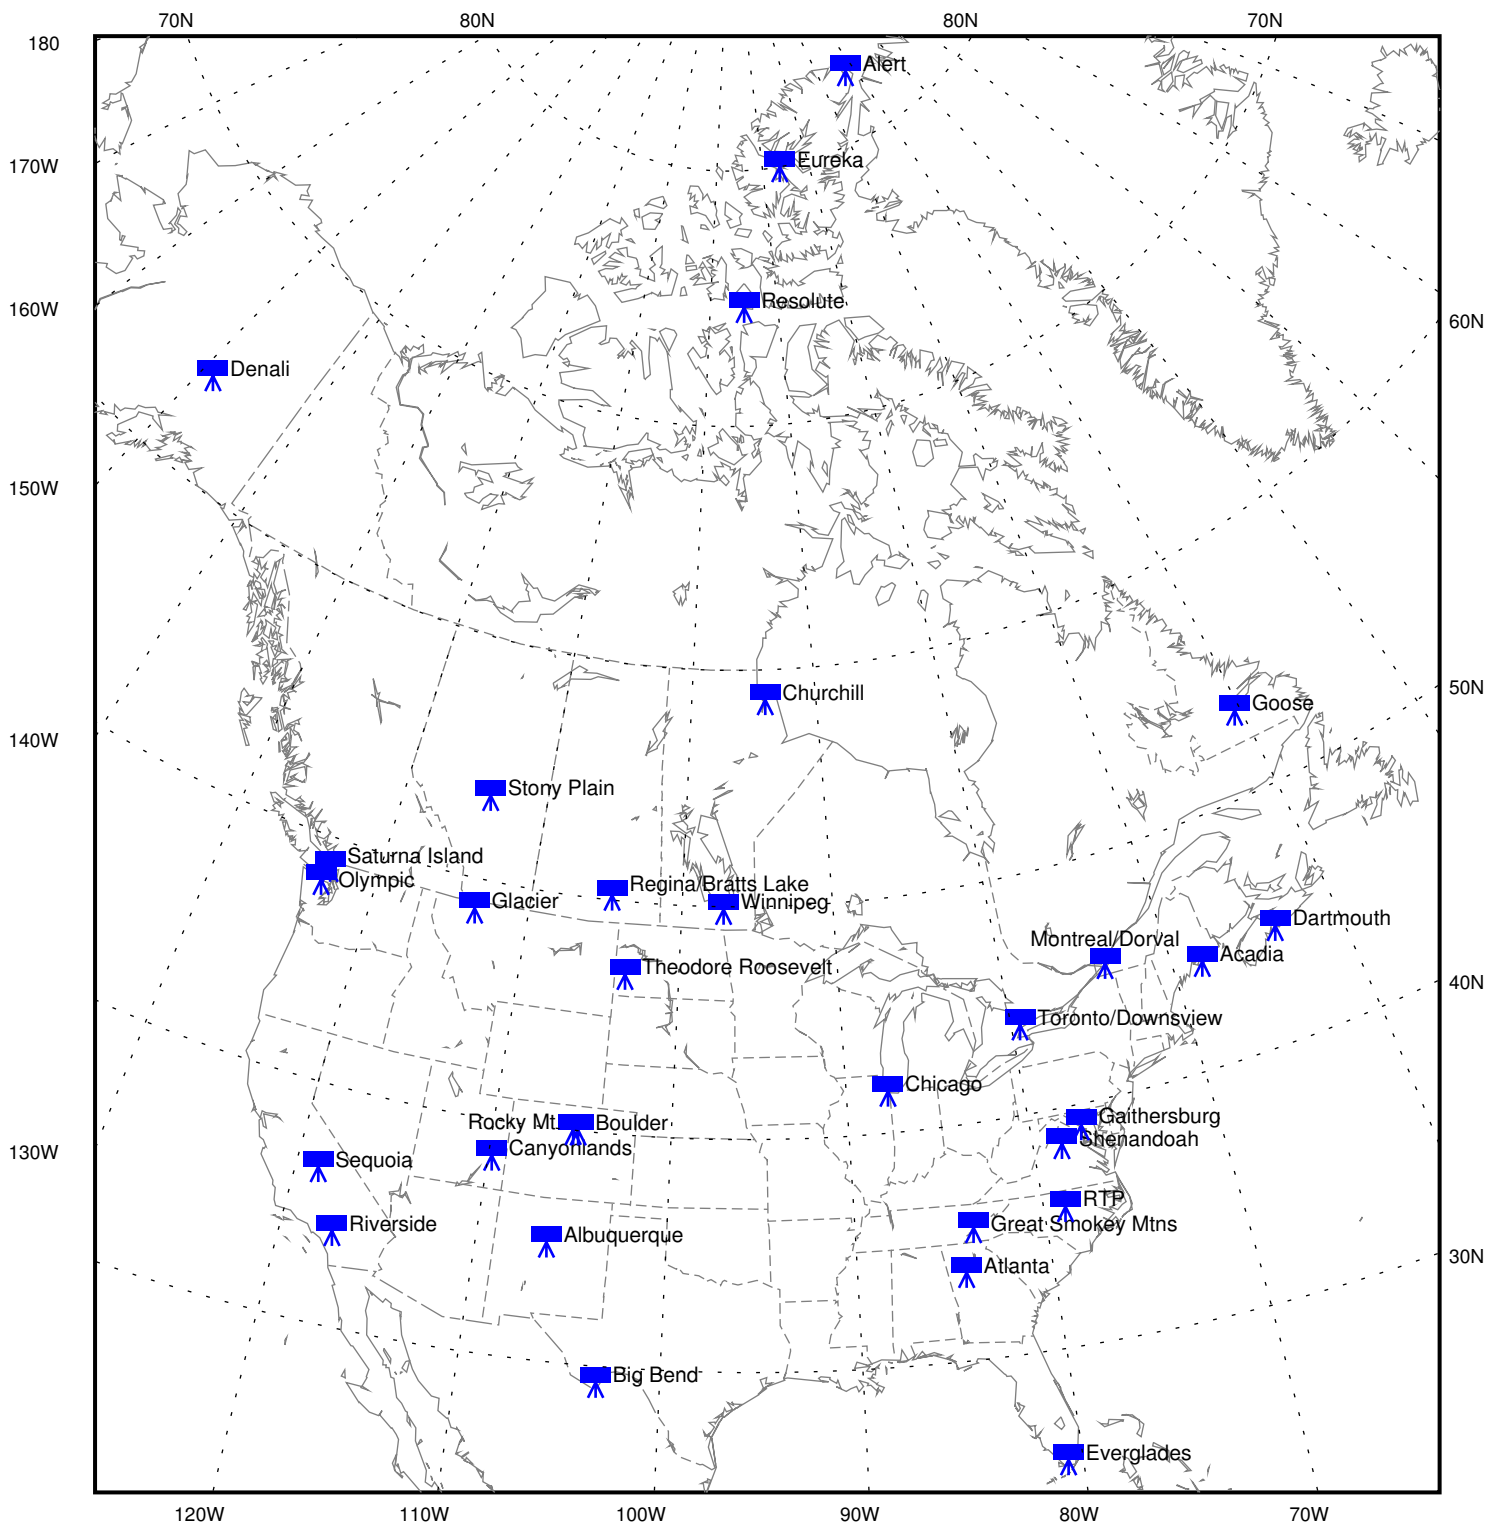 70N 80N 80N 70N
180
Alert
170W
Eureka
160W
Resolute
60N
Denali
150W
Churchill
50N
Goose
140W
Stony Plain
Saturna Island
Olympic
Regina/Bratts Lake
Glacier
Winnipeg
Dartmouth
Montreal/Dorval
Acadia
Theodore Roosevelt
40N
Toronto/Downsview
Chicago
Gaithersburg
Rocky Mt.
Boulder
Shenandoah
130W
Canyonlands
Sequoia
RTP
Riverside
Great Smokey Mtns
Albuquerque
30N
Atlanta
Big Bend
Everglades
120W 110W 100W 90W 80W 70W